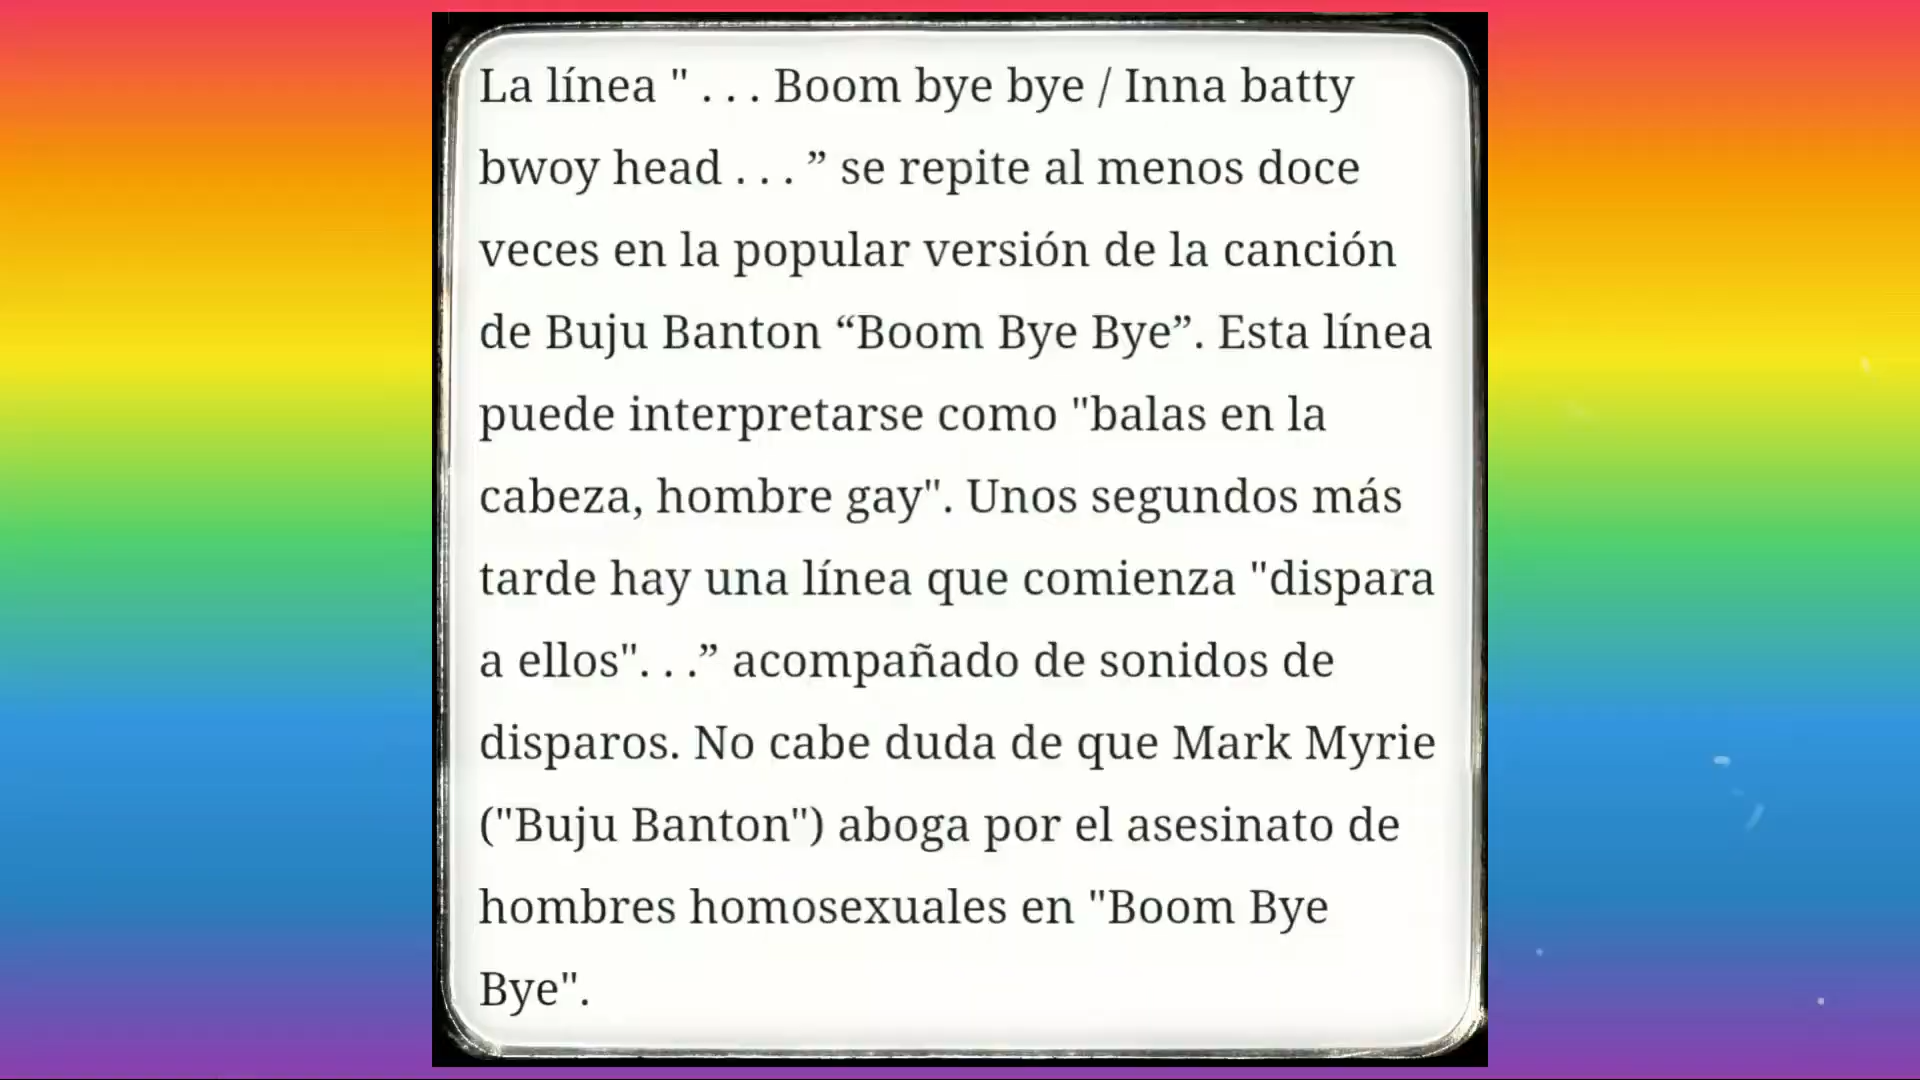 La línea " . . . Boom bye bye / Inna batty
bwoy head . . . ” se repite al menos doce
veces en la popular versión de la canción
de Buju Banton “Boom Bye Bye”. Esta línea
puede interpretarse como "balas en la
cabeza, hombre gay". Unos segundos más
tarde hay una línea que comienza "dispara
a ellos". . .” acompañado de sonidos de
disparos. No cabe duda de que Mark Myrie
("Buju Banton") aboga por el asesinato de
hombres homosexuales en "Boom Bye
Bye".